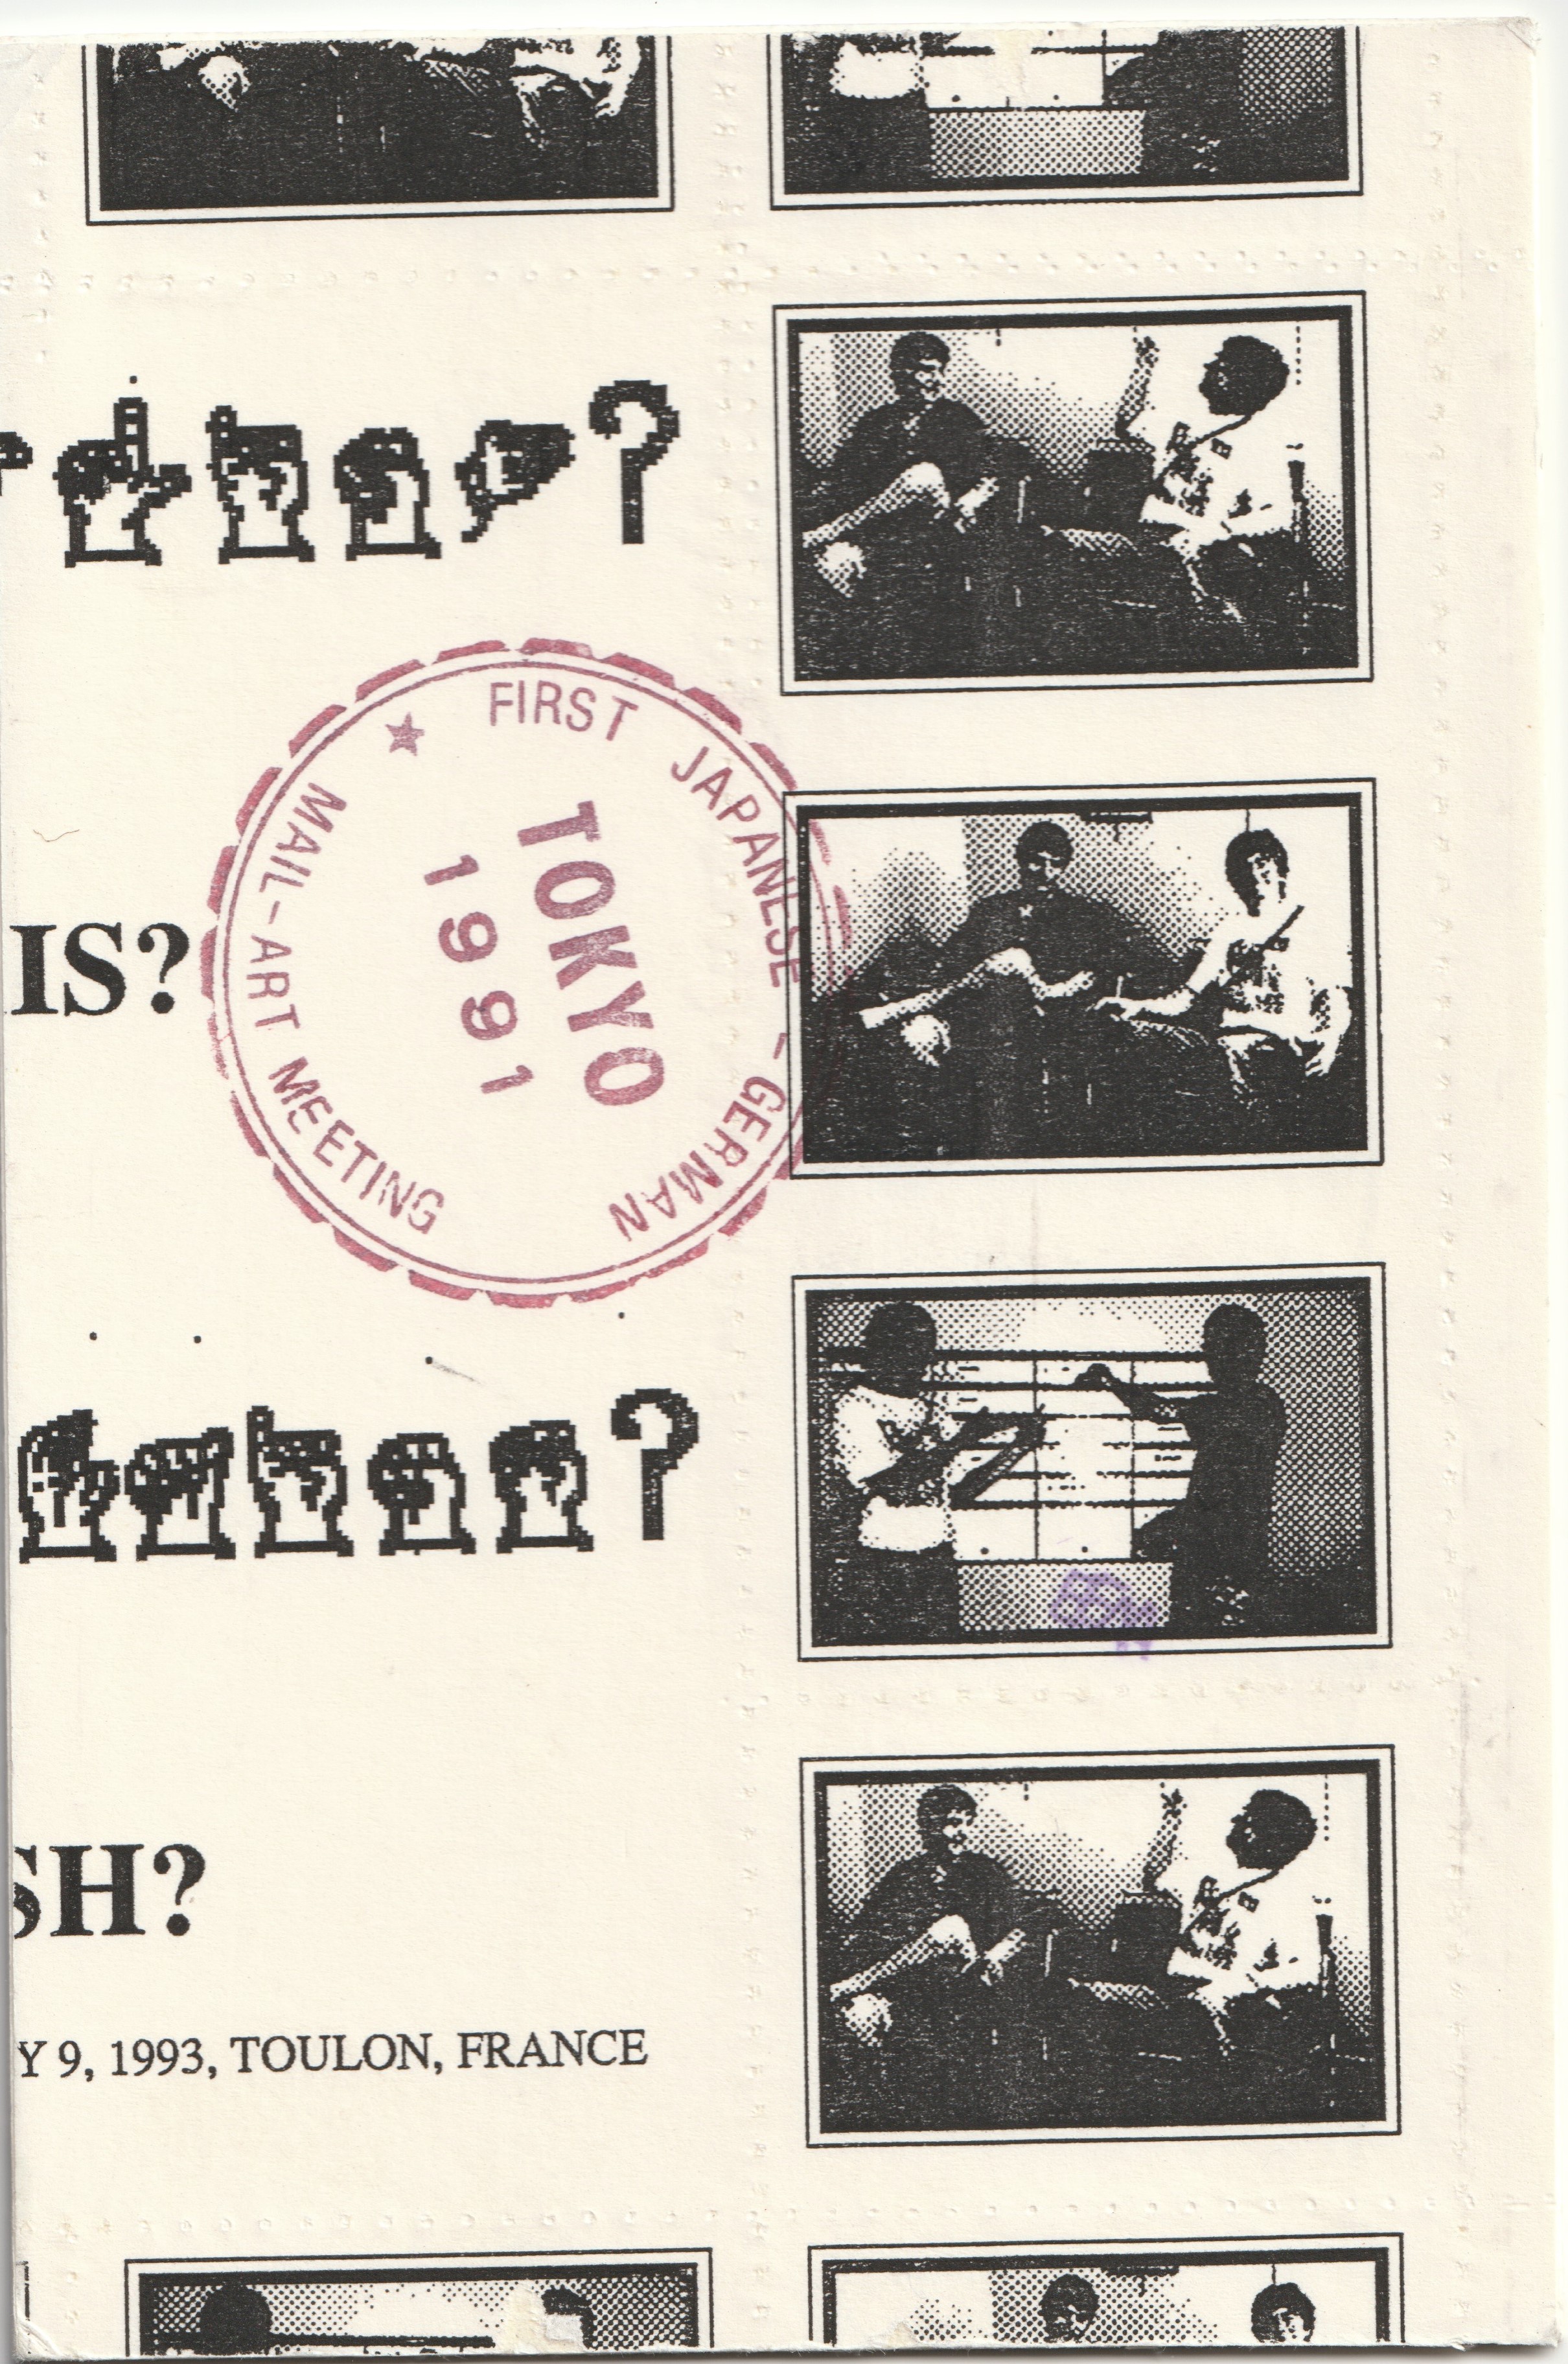 ?
IS?
FIRST JAPANESE - GERMAN
MAIL-ART MEETING
TOKYO
1991
?
SH?
Y 9, 1993, TOULON, FRANCE